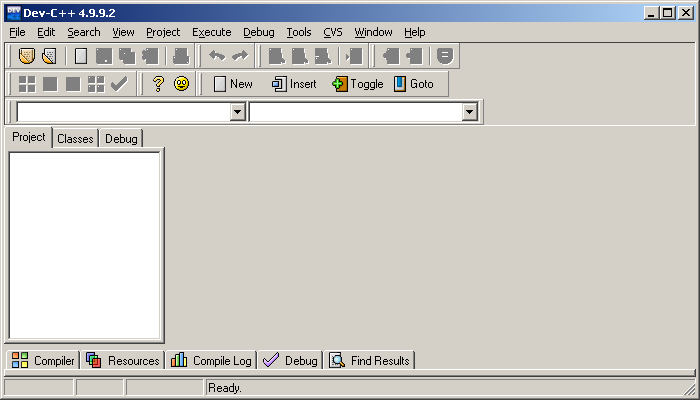 Dev-C++ 4.9.9.2
File Edit Search View Project Execute Debug Tools CVS Window Help
New Insert Toggle Goto
Project Classes Debug
Compiler Resources Compile Log Debug Find Results
Ready.